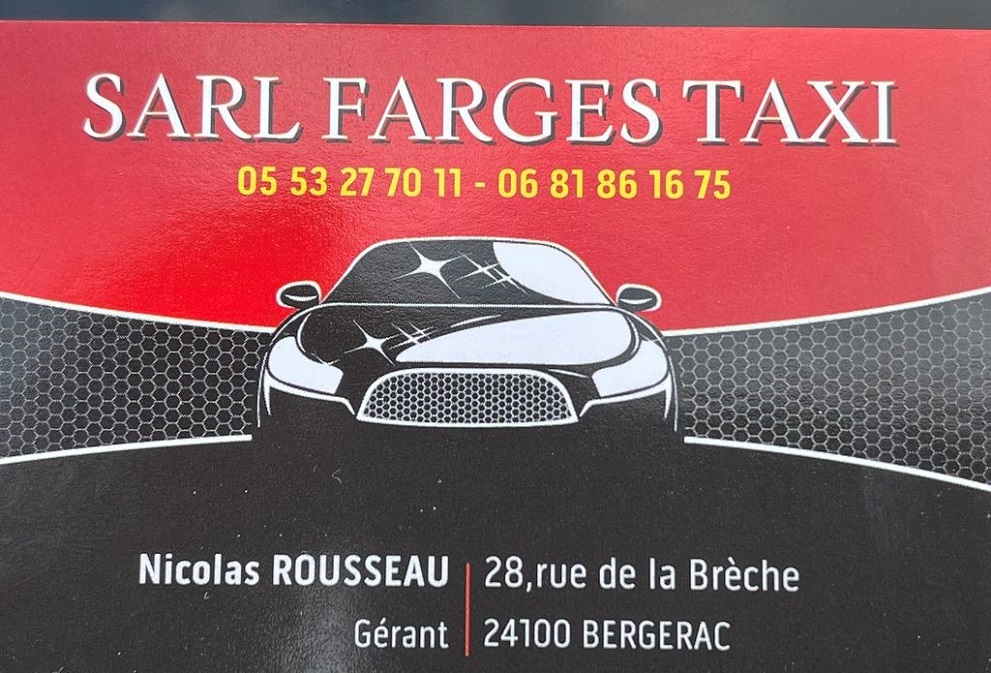 SARL FARGES TAXI
05 53 27 70 11 - 06 81 86 16 75
Nicolas ROUSSEAU
Gérant
28,rue de la Brèche
24100 BERGERAC